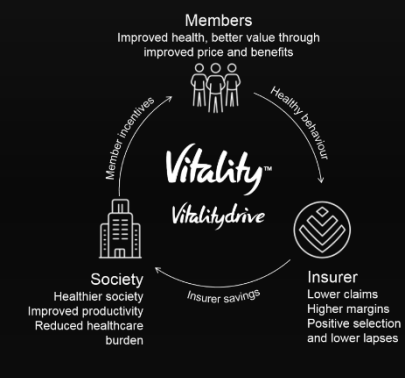 Members
Improved health, better value through
improved price and benefits
Member incentives
Healthy behaviour
Vitality™
Vitalitydrive
Society
Healthier society
Improved productivity
Reduced healthcare
burden
Insurer savings
Insurer
Lower claims
Higher margins
Positive selection
and lower lapses